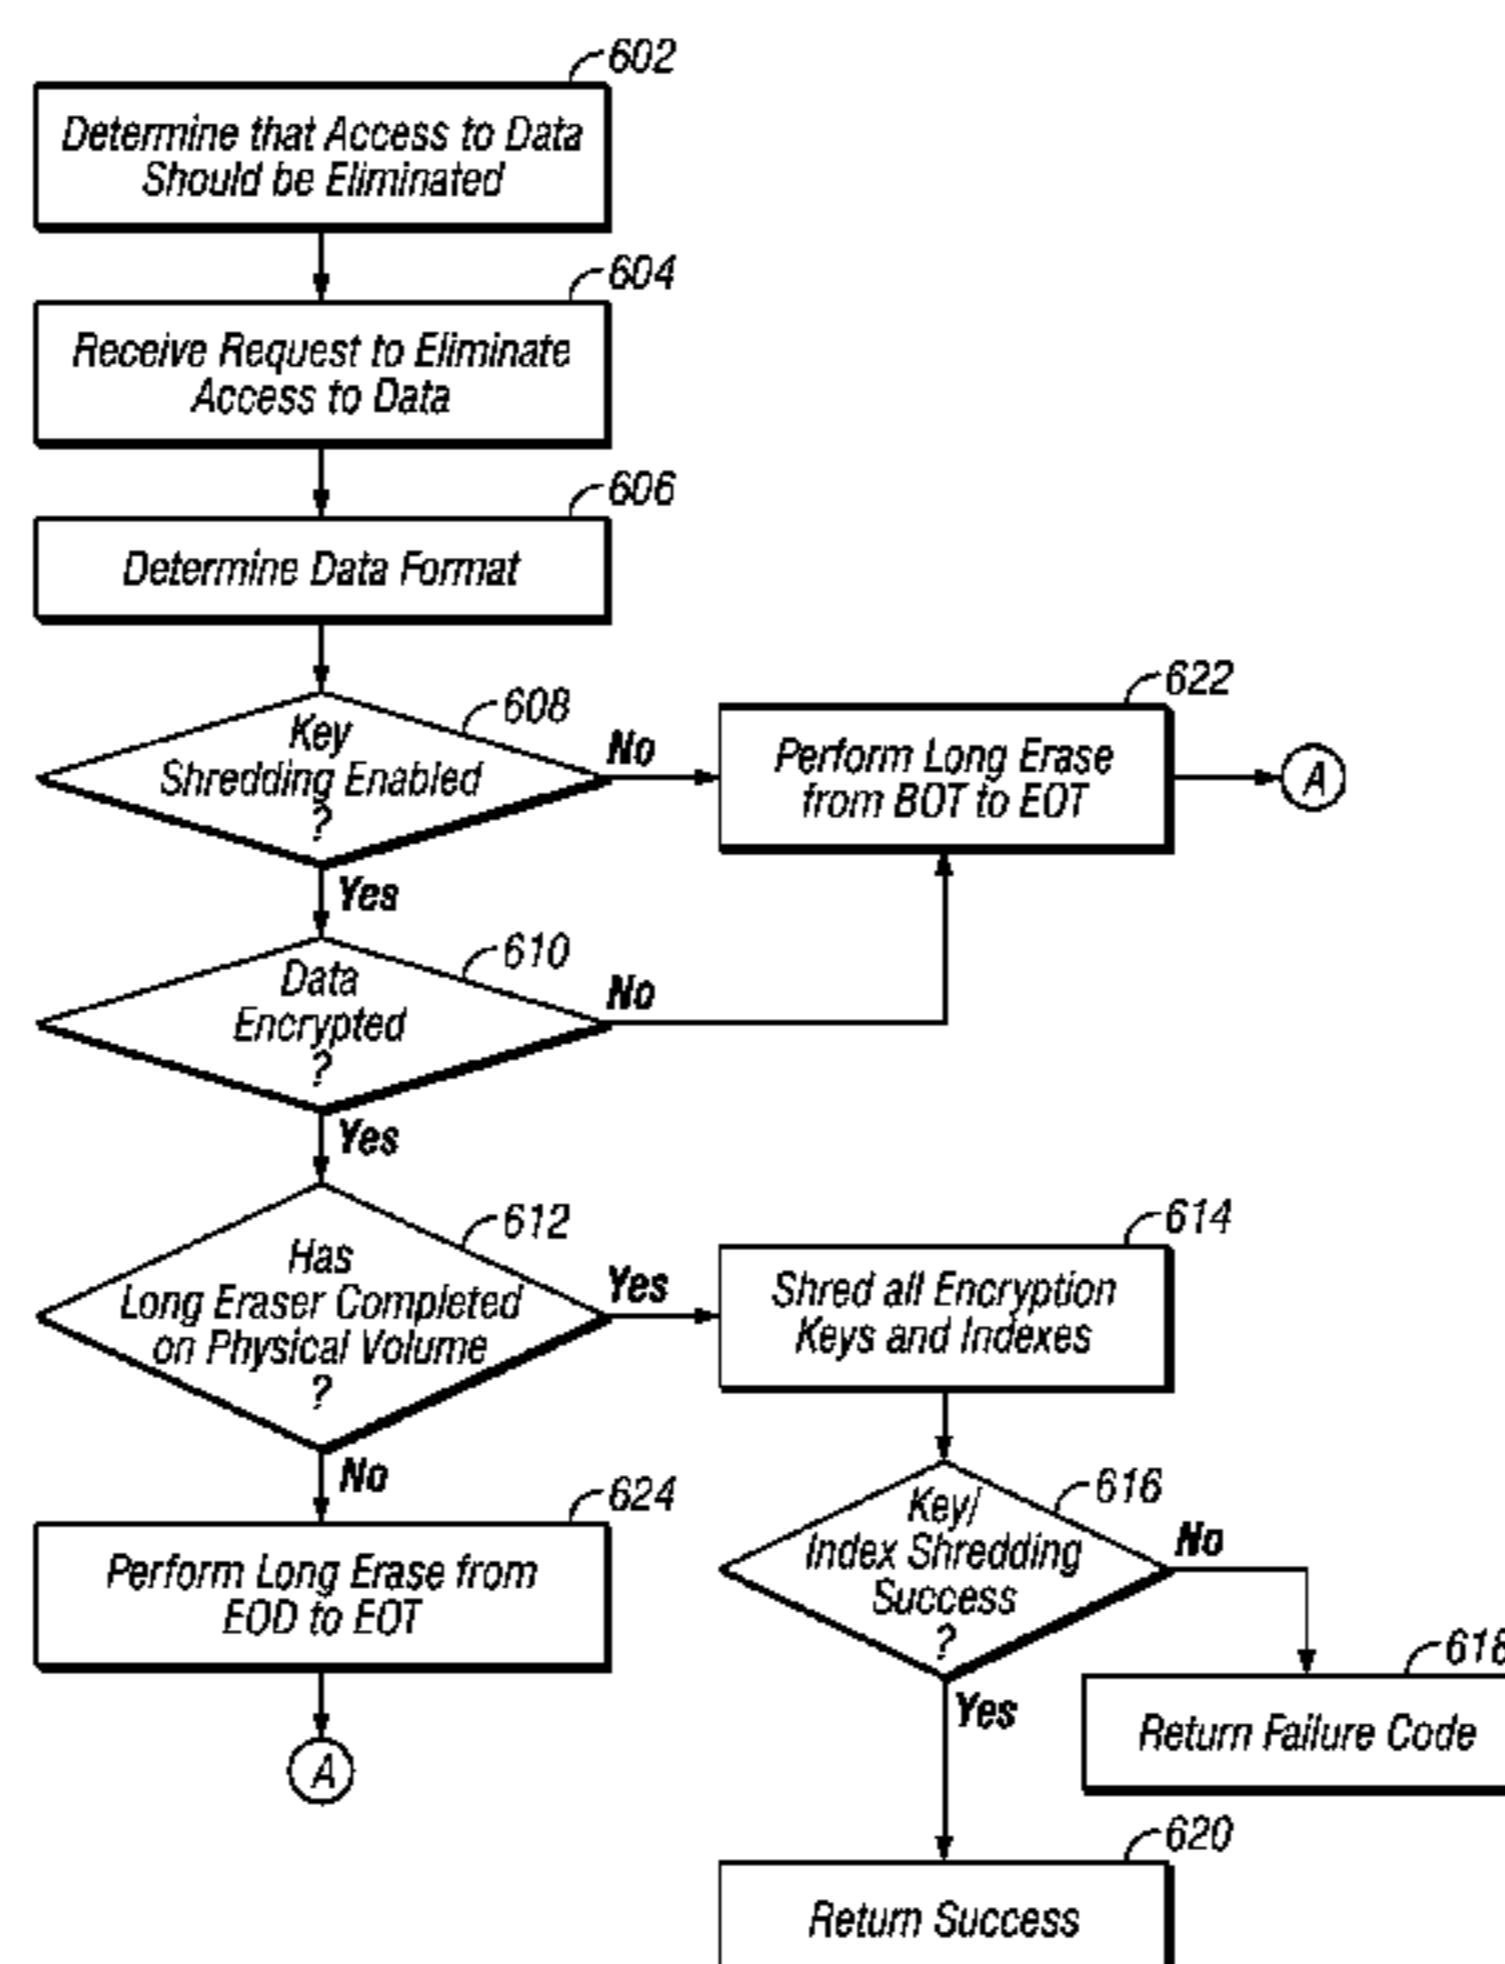 602
Determine that Access to Data
Should be Eliminated
604
Receive Request to Eliminate
Access to Data
606
Determine Data Format
608
Key
Shredding Enabled
?
No
Yes
622
Perform Long Erase
from BOT to EOT
A
610
Data
Encrypted
?
No
Yes
612
Has
Long Eraser Completed
on Physical Volume
?
Yes
No
614
Shred all Encryption
Keys and Indexes
616
Key/
Index Shredding
Success
?
No
Yes
624
Perform Long Erase from
EOD to EOT
A
618
Return Failure Code
620
Return Success